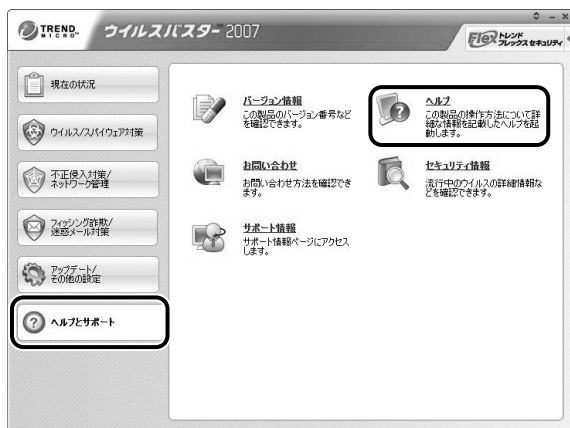 TREND MICRO
ウイルスバスター 2007
Flex トレンド フレックス セキュリティ
現在の状況
ウイルス/スパイウェア対策
不正侵入対策/
ネットワーク管理
フィッシング詐欺/
迷惑メール対策
アップデート/
その他の設定
ヘルプとサポート
バージョン情報
この製品のバージョン番号など
を確認できます。
ヘルプ
この製品の操作方法について詳
細な情報を記載したヘルプを起
動します。
お問い合わせ
お問い合わせ方法を確認でき
ます。
セキュリティ情報
流行中のウイルスの詳細情報な
どを確認できます。
サポート情報
サポート情報ページにアクセス
します。